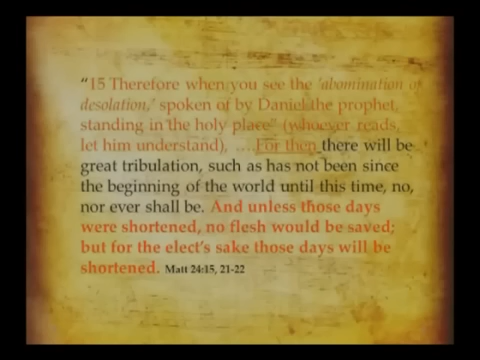 “15 Therefore when you see the ‘abomination of
desolation,’ spoken of by Daniel the prophet,
standing in the holy place” (whoever reads,
let him understand), ….For then there will be
great tribulation, such as has not been since
the beginning of the world until this time, no,
nor ever shall be. And unless those days
were shortened, no flesh would be saved;
but for the elect’s sake those days will be
shortened. Matt 24:15, 21-22